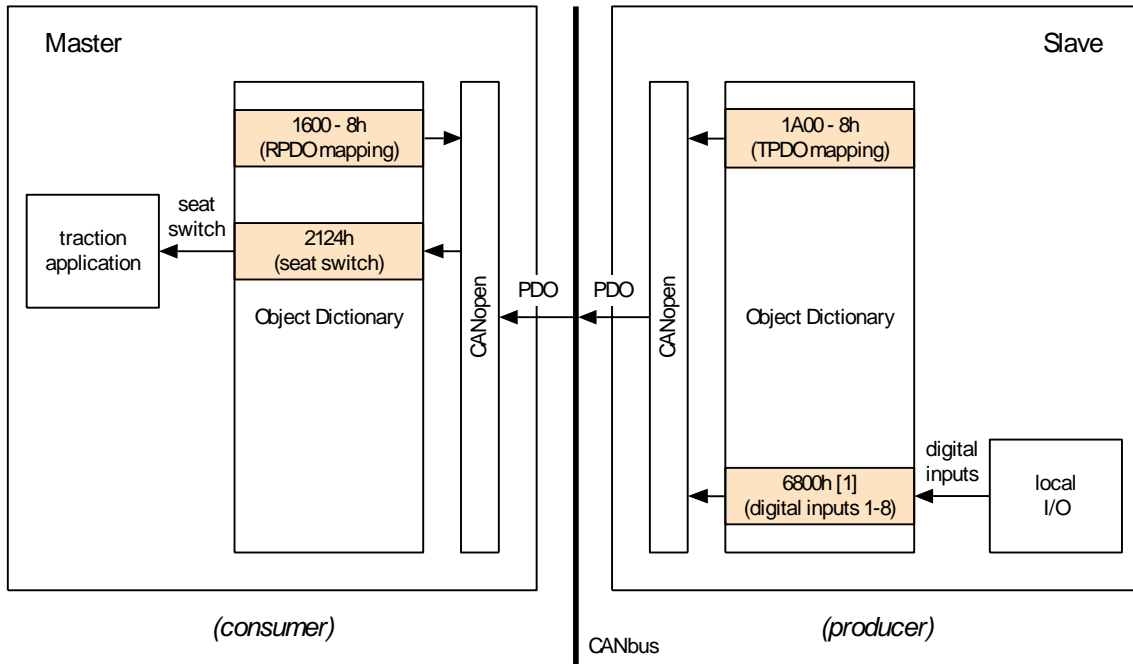 Master
Slave
1600 - 8h
(RPDO mapping)
1A00 - 8h
(TPDO mapping)
seat
switch
traction
application
2124h
(seat switch)
PDO
PDO
Object Dictionary
CANopen
CANopen
Object Dictionary
digital
inputs
6800h [1]
(digital inputs 1-8)
local
I/O
(consumer)
(producer)
CANbus